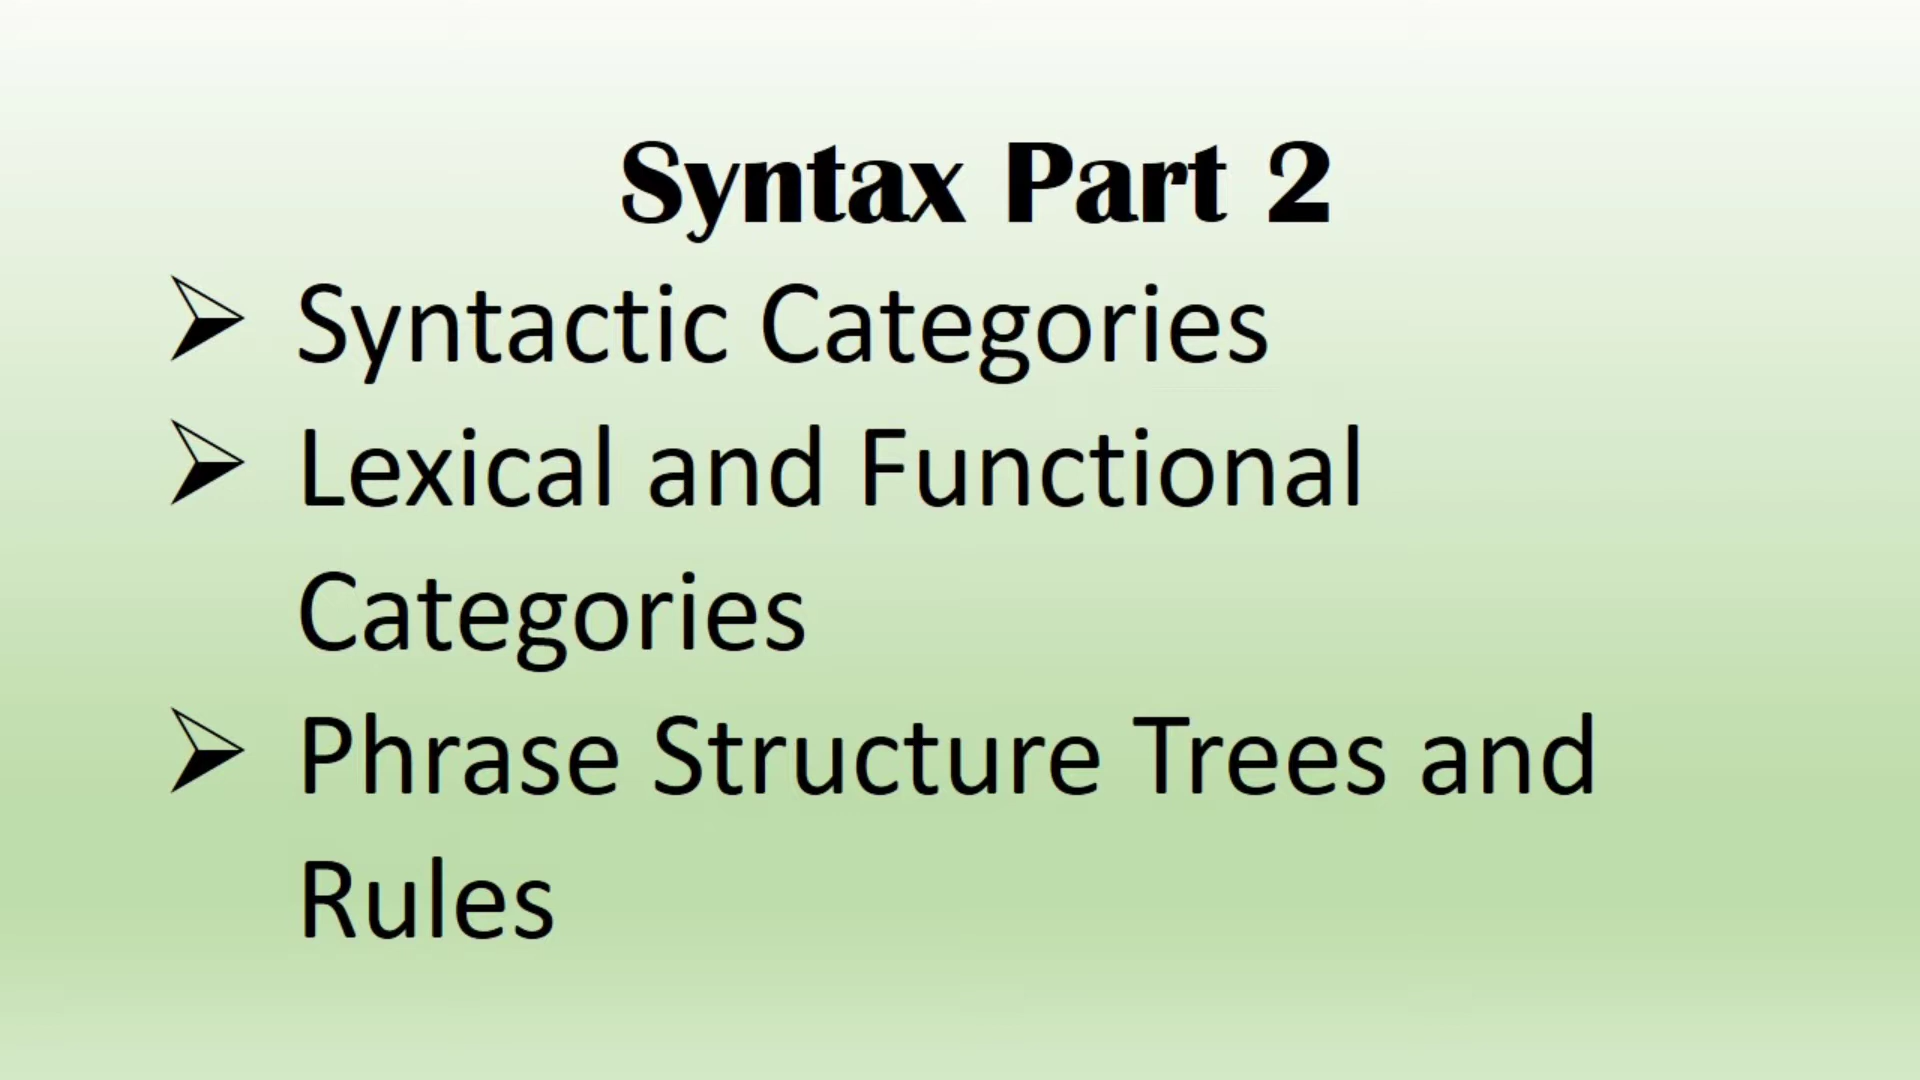 Syntax Part 2
➢ Syntactic Categories
➢ Lexical and Functional
Categories
➢ Phrase Structure Trees and
Rules